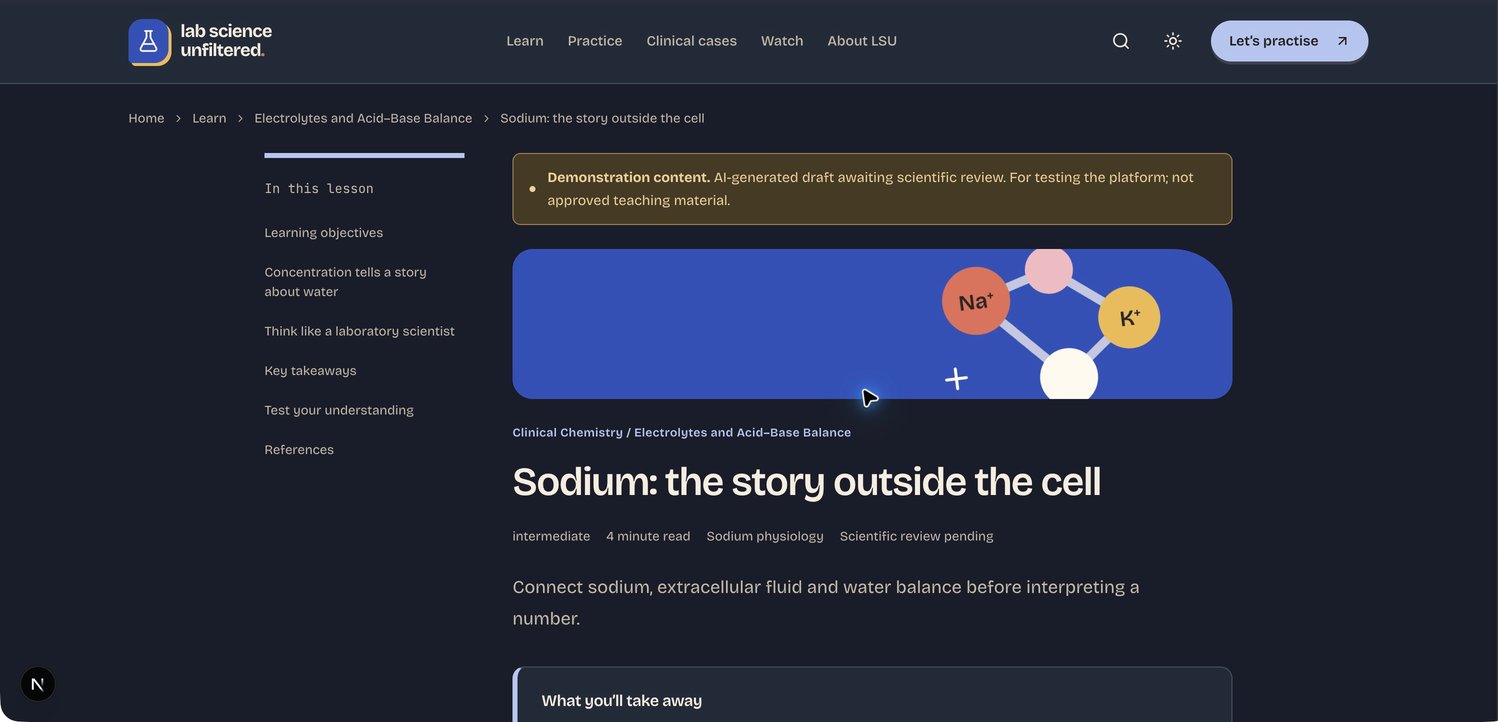 lab science
unfiltered.
Learn
Practice
Clinical cases
Watch
About LSU
Let's practise
Home > Learn > Electrolytes and Acid–Base Balance > Sodium: the story outside the cell
In this lesson
Learning objectives
Concentration tells a story
about water
Think like a laboratory scientist
Key takeaways
Test your understanding
References
Demonstration content. AI-generated draft awaiting scientific review. For testing the platform; not
approved teaching material.
Na⁺
K⁺
Clinical Chemistry / Electrolytes and Acid–Base Balance
Sodium: the story outside the cell
intermediate
4 minute read
Sodium physiology
Scientific review pending
Connect sodium, extracellular fluid and water balance before interpreting a
number.
What you'll take away
N